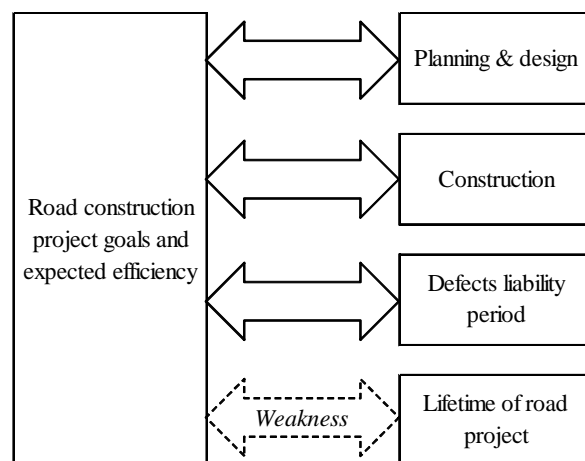 Planning & design
Construction
Road construction
project goals and
expected efficiency
Defects liability
period
Weakness
Lifetime of road
project